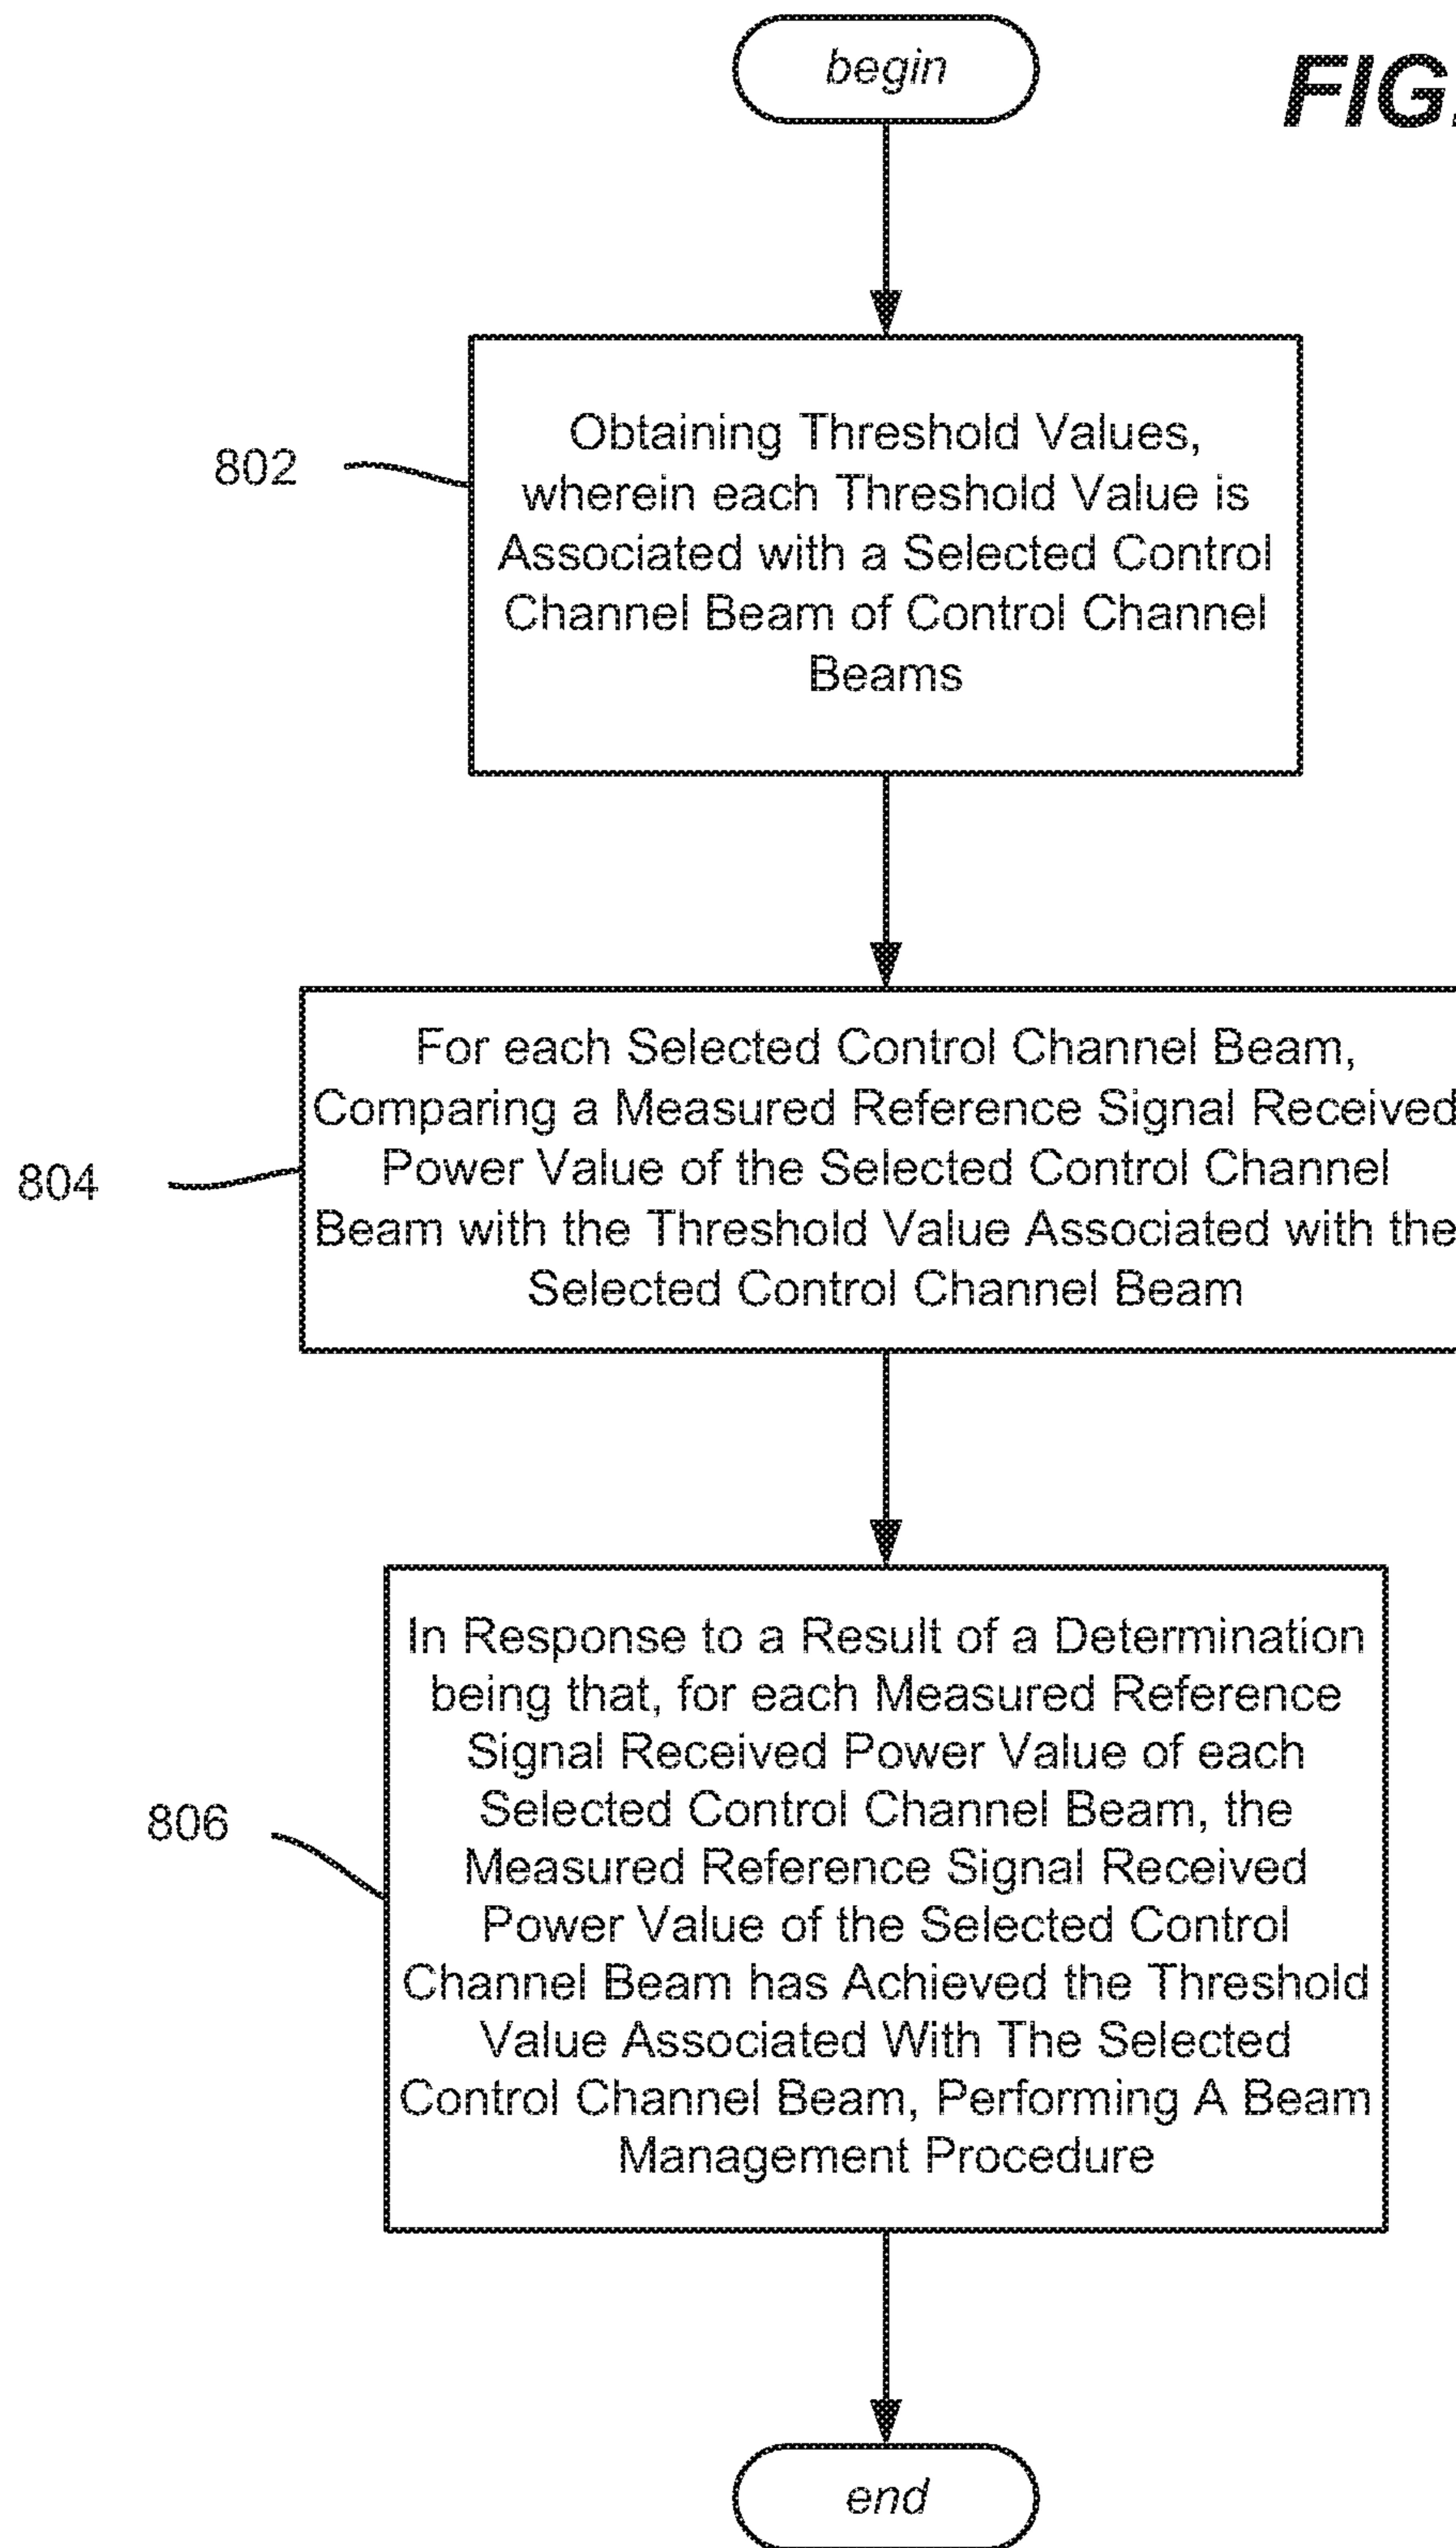 begin
FIG.
802
Obtaining Threshold Values,
wherein each Threshold Value is
Associated with a Selected Control
Channel Beam of Control Channel
Beams
804
For each Selected Control Channel Beam,
Comparing a Measured Reference Signal Received
Power Value of the Selected Control Channel
Beam with the Threshold Value Associated with the
Selected Control Channel Beam
806
In Response to a Result of a Determination
being that, for each Measured Reference
Signal Received Power Value of each
Selected Control Channel Beam, the
Measured Reference Signal Received
Power Value of the Selected Control
Channel Beam has Achieved the Threshold
Value Associated With The Selected
Control Channel Beam, Performing A Beam
Management Procedure
end